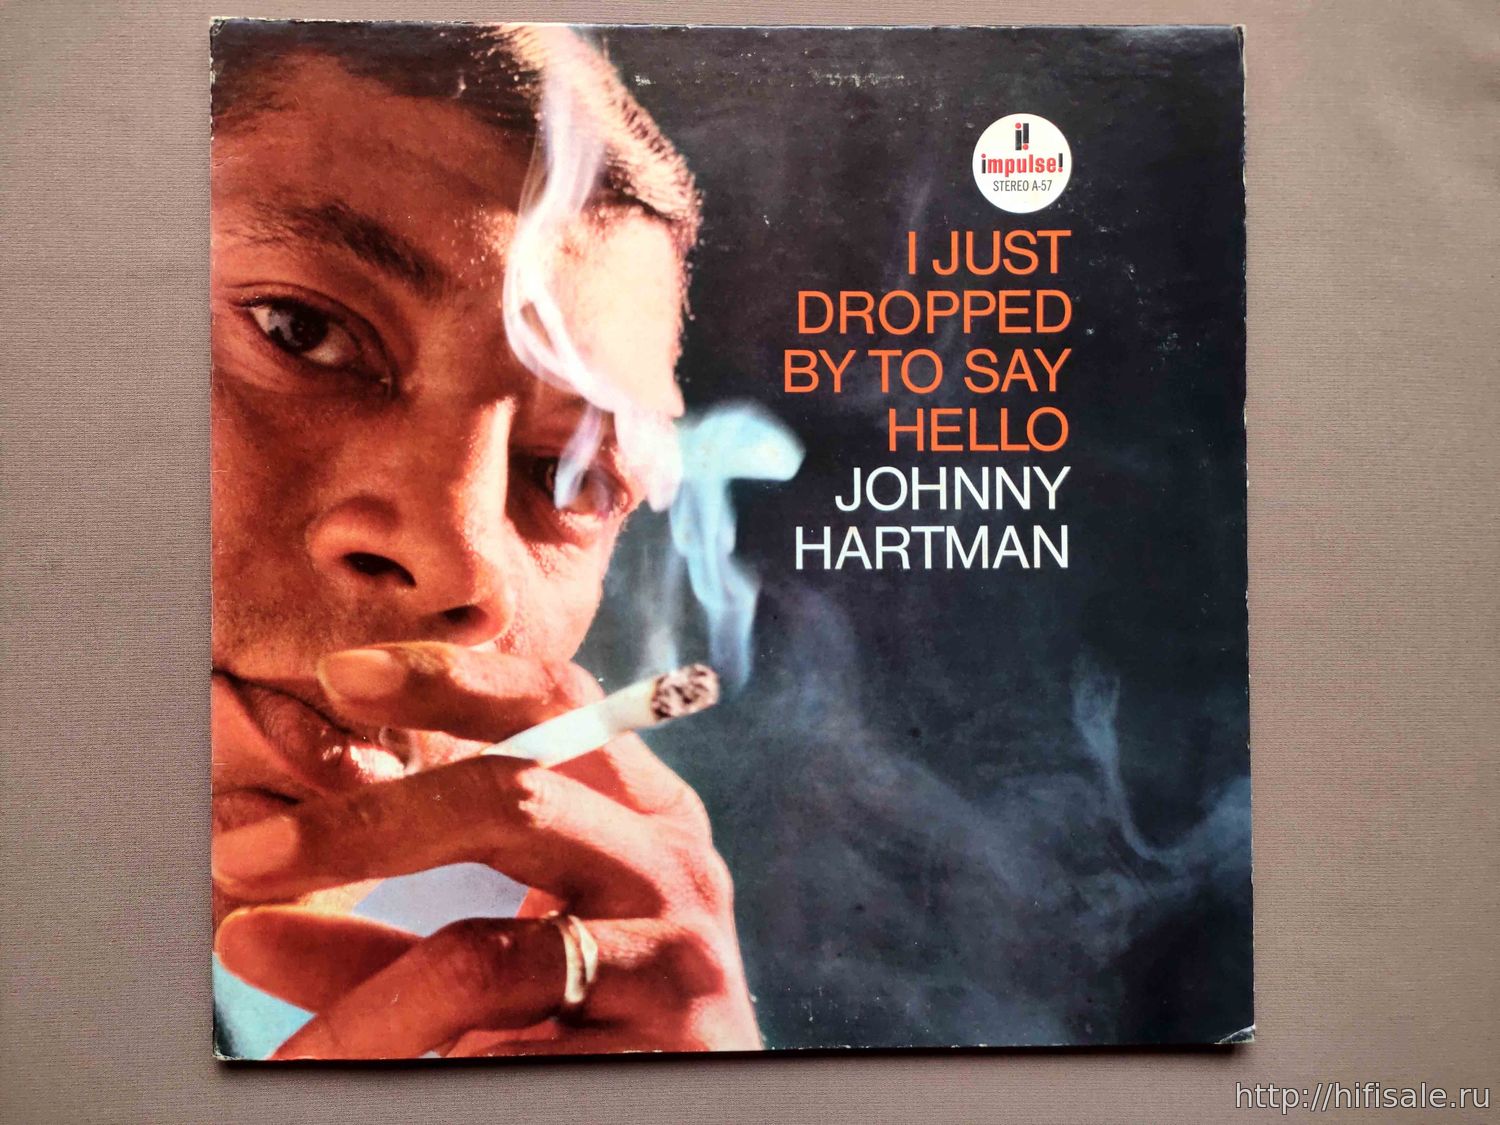 i!
impulse!
STEREO A-57
I JUST
DROPPED
BY TO SAY
HELLO
JOHNNY
HARTMAN
http://hifisale.ru